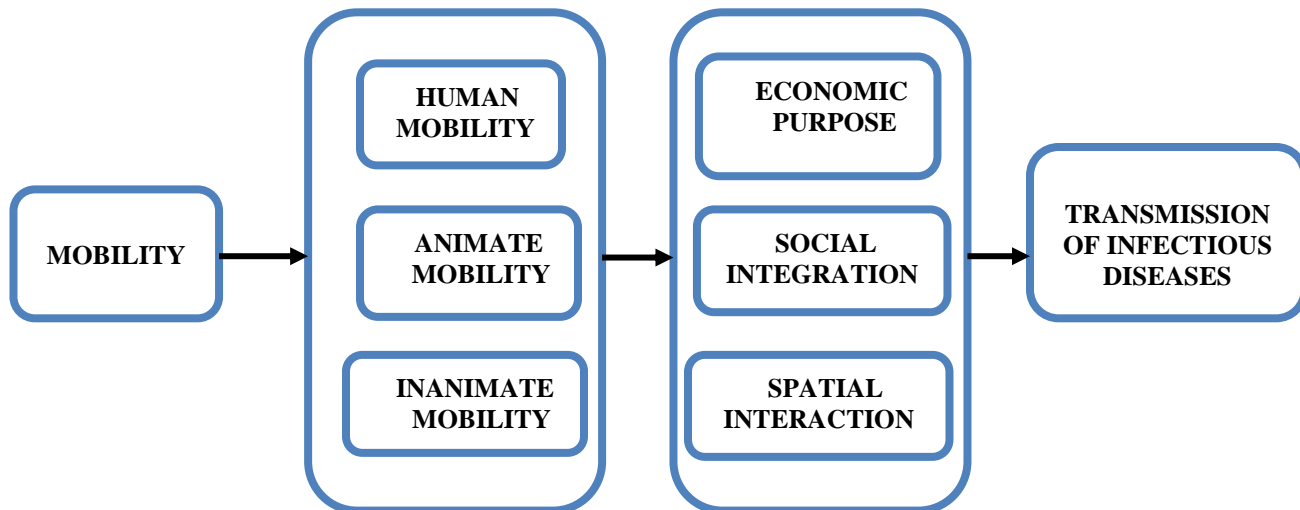 MOBILITY
HUMAN
MOBILITY
ANIMATE
MOBILITY
INANIMATE
MOBILITY
ECONOMIC
PURPOSE
SOCIAL
INTEGRATION
SPATIAL
INTERACTION
TRANSMISSION
OF INFECTIOUS
DISEASES